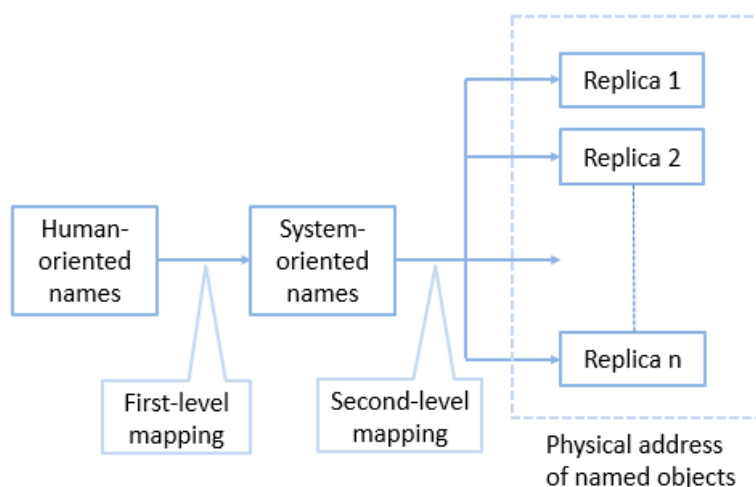 Replica 1
Replica 2
Human-
oriented
names
System-
oriented
names
Replica n
First-level
mapping
Second-level
mapping
Physical address
of named objects